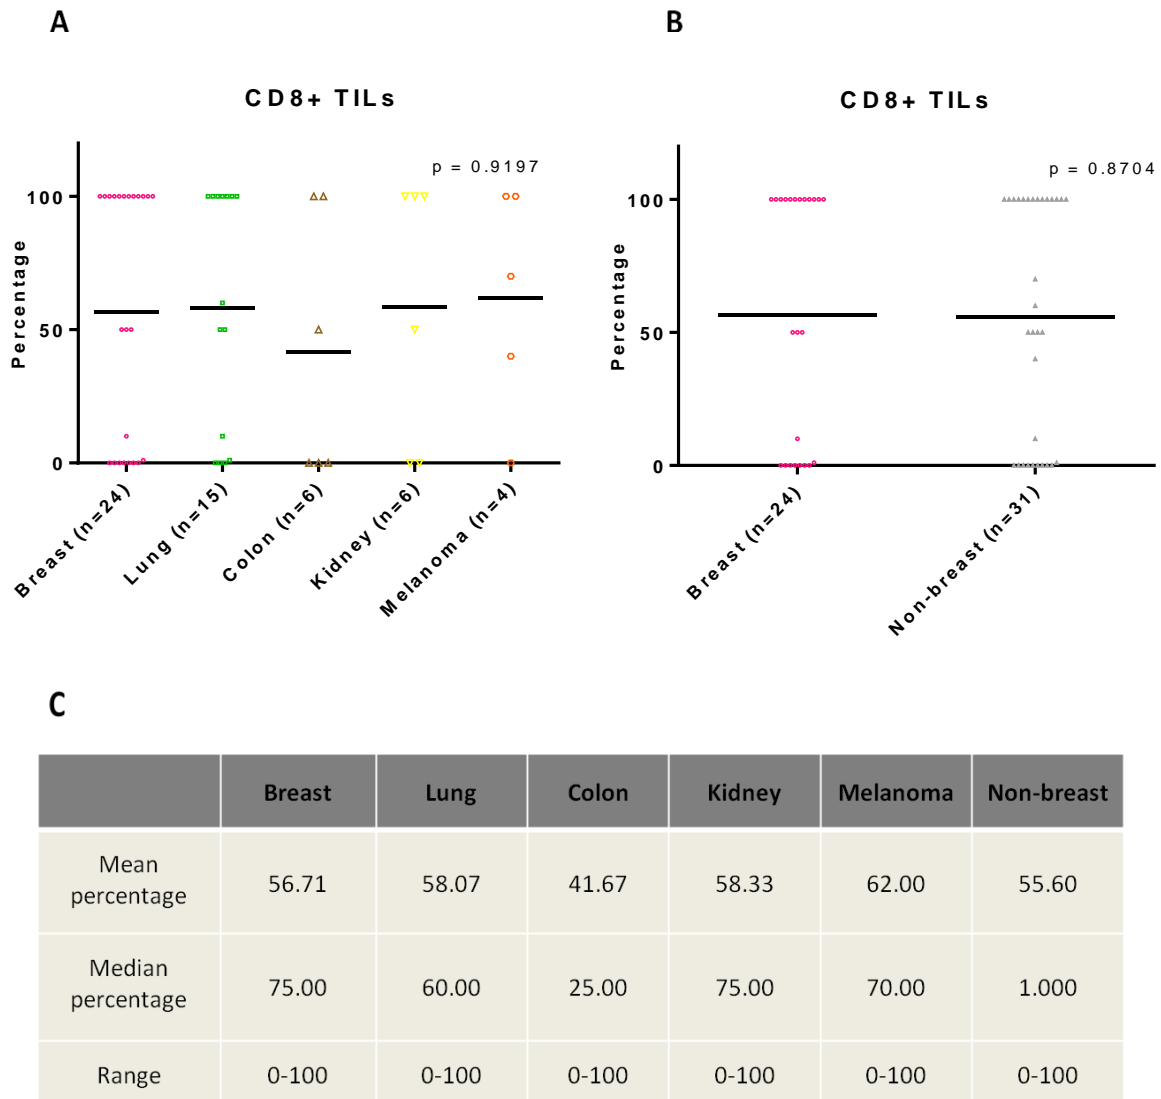 A
CD8+ TILs
p = 0.9197
Percentage
100
50
0
Breast (n=24)
Lung (n=15)
Colon (n=6)
Kidney (n=6)
Melanoma (n=4)
B
CD8+ TILs
p = 0.8704
Percentage
100
50
0
Breast (n=24)
Non-breast (n=31)
C
Breast Lung Colon Kidney Melanoma Non-breast
Mean
percentage 56.71 58.07 41.67 58.33 62.00 55.60
Median
percentage 75.00 60.00 25.00 75.00 70.00 1.000
Range 0-100 0-100 0-100 0-100 0-100 0-100